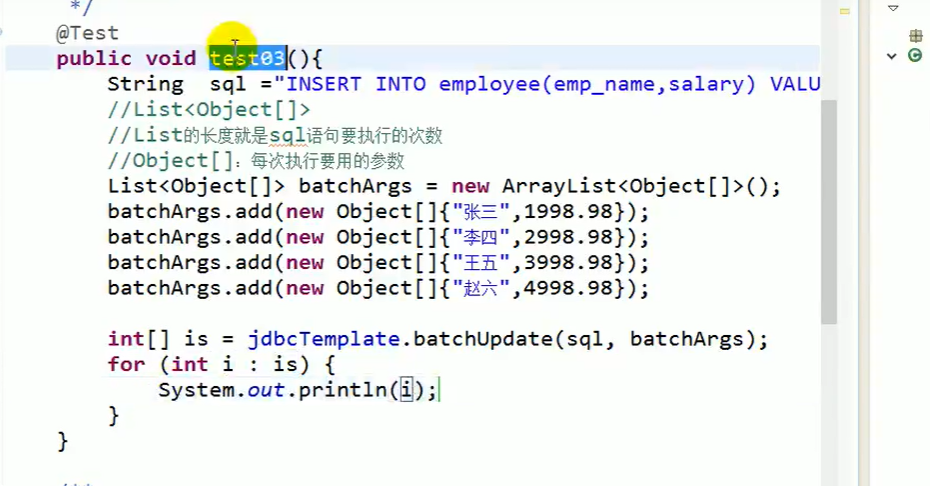 */
@Test
public void test03(){
String sql ="INSERT INTO employee(emp_name,salary) VALU
//List<Object[]>
//List的长度就是sql语句要执行的次数
//Object[]：每次执行要用的参数
List<Object[]> batchArgs = new ArrayList<Object[]>();
batchArgs.add(new Object[]{"张三",1998.98});
batchArgs.add(new Object[]{"李四",2998.98});
batchArgs.add(new Object[]{"王五",3998.98});
batchArgs.add(new Object[]{"赵六",4998.98});
int[] is = jdbcTemplate.batchUpdate(sql, batchArgs);
for (int i : is) {
System.out.println(i);
}
}